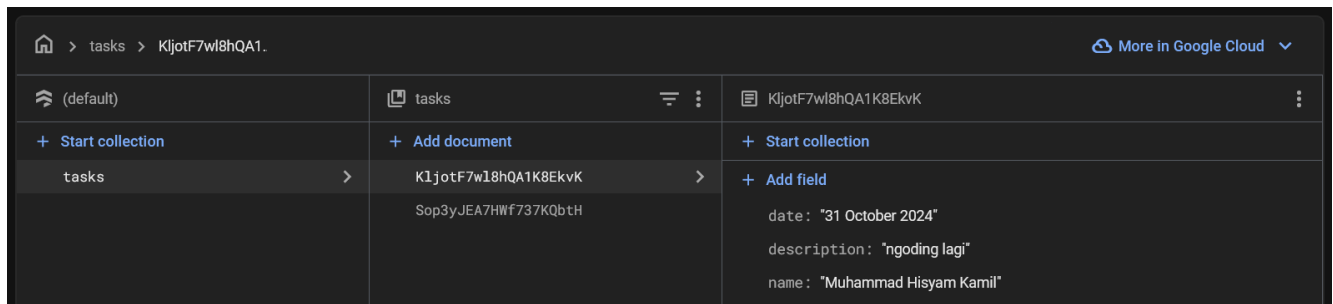 tasks > KljotF7wl8hQA1..
More in Google Cloud
(default)
tasks
KljotF7wl8hQA1K8EkvK
+ Start collection
+ Add document
+ Start collection
tasks
KljotF7wl8hQA1K8EkvK
+ Add field
Sop3yJEA7HWf737KQbtH
date: "31 October 2024"
description: "ngoding lagi"
name: "Muhammad Hisyam Kamil"